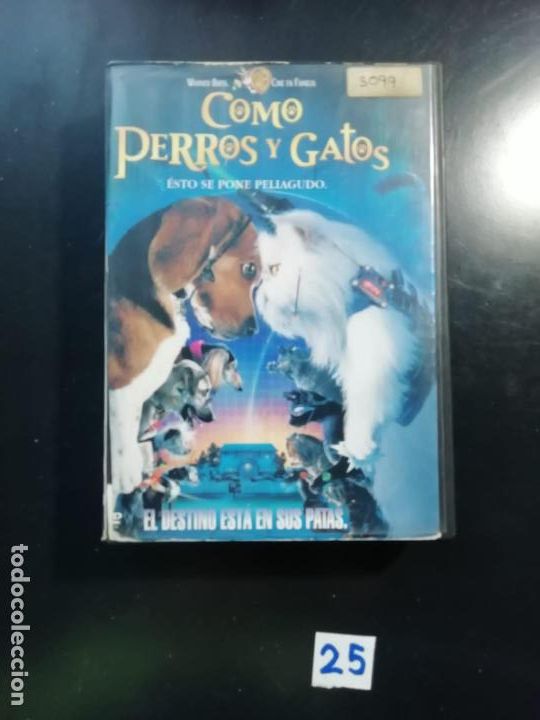 WARNER BROS. CINE EN FAMILIA
3099
COMO
PERROS Y GATOS
ÉSTO SE PONE PELIAGUDO.
EL DESTINO ESTÁ EN SUS PATAS.
25
todocoleccion